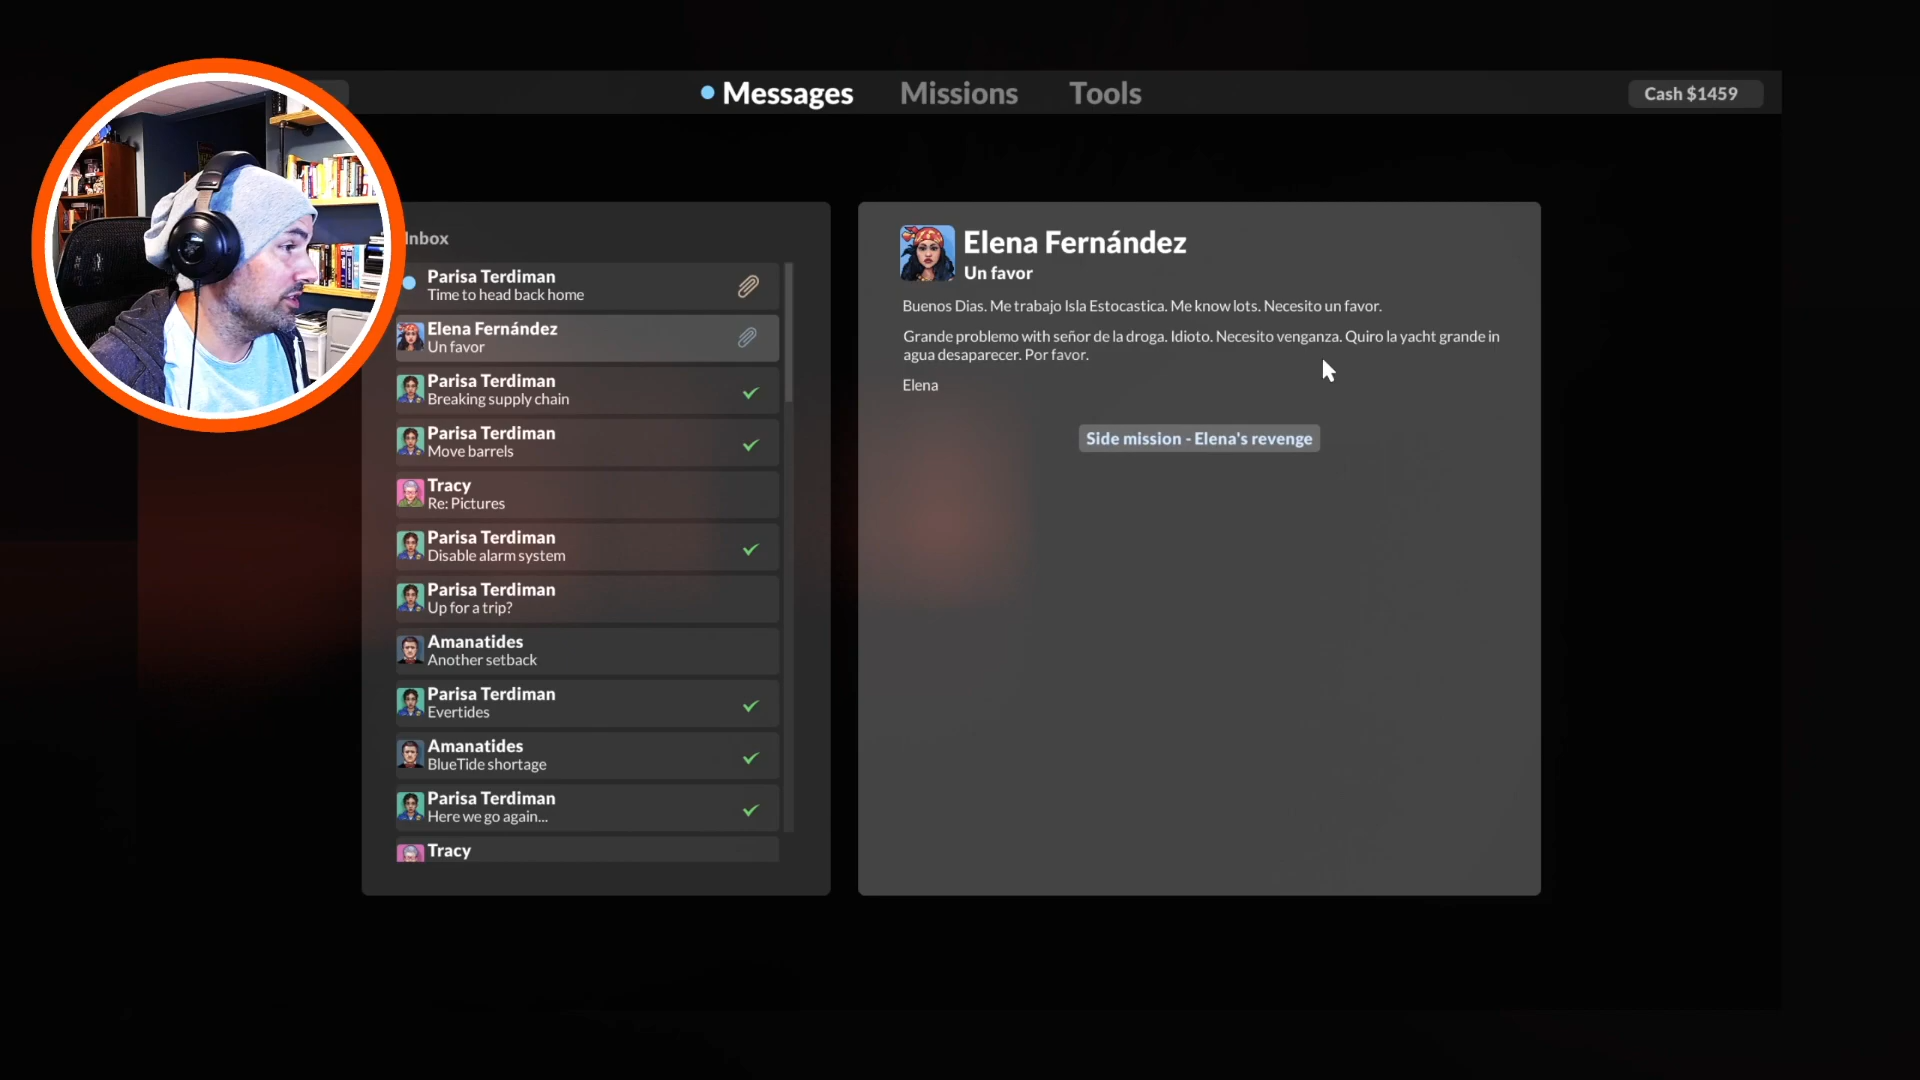 Messages
Missions
Tools
Cash $1459
Inbox
Parisa Terdiman
Time to head back home
Elena Fernández
Un favor
Parisa Terdiman
Breaking supply chain
Parisa Terdiman
Move barrels
Tracy
Re: Pictures
Parisa Terdiman
Disable alarm system
Parisa Terdiman
Up for a trip?
Amanatides
Another setback
Parisa Terdiman
Evertides
Amanatides
BlueTide shortage
Parisa Terdiman
Here we go again...
Tracy
Elena Fernández
Un favor
Buenos Dias. Me trabajo Isla Estocastica. Me know lots. Necesito un favor.
Grande problemo with señor de la droga. Idioto. Necesito venganza. Quiro la yacht grande in
agua desaparecer. Por favor.
Elena
Side mission - Elena's revenge